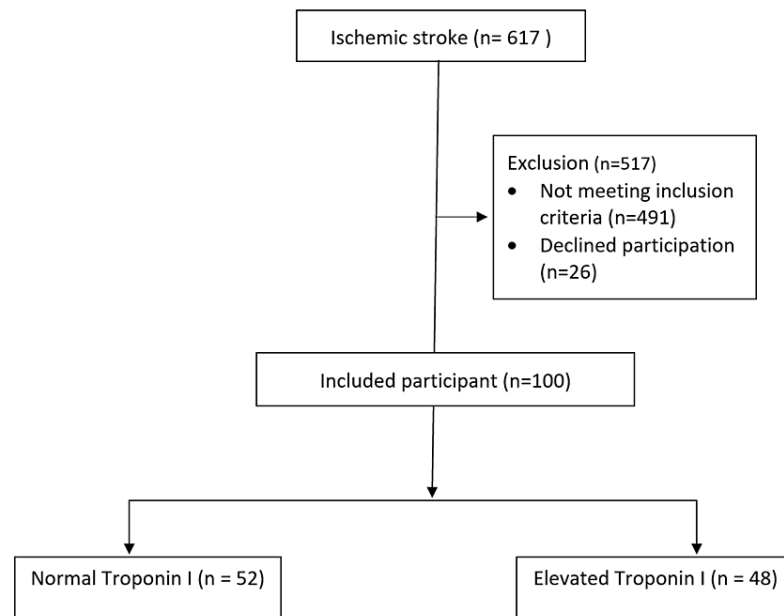 Ischemic stroke (n= 617 )
Exclusion (n=517)
• Not meeting inclusion
criteria (n=491)
• Declined participation
(n=26)
Included participant (n=100)
Normal Troponin I (n = 52)
Elevated Troponin I (n = 48)